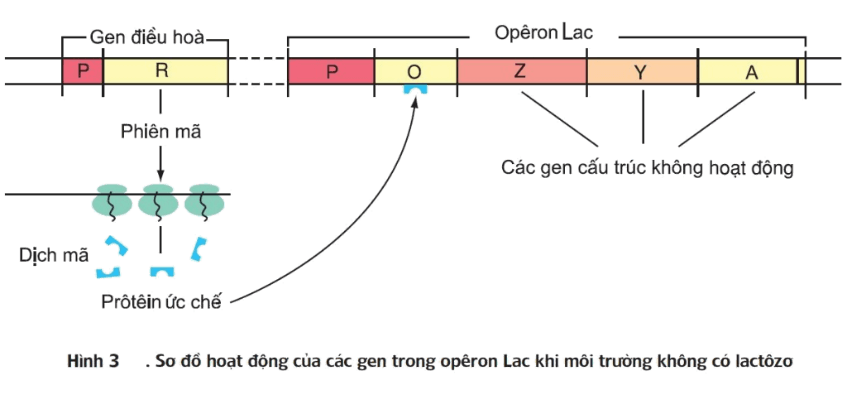 Gen điều hoà
Opêron Lac
P R P O Z Y A
Phiên mã
Các gen cấu trúc không hoạt động
Dịch mã
Prôtêin ức chế
Hình 3 . Sơ đồ hoạt động của các gen trong opêron Lac khi môi trường không có lactôzơ